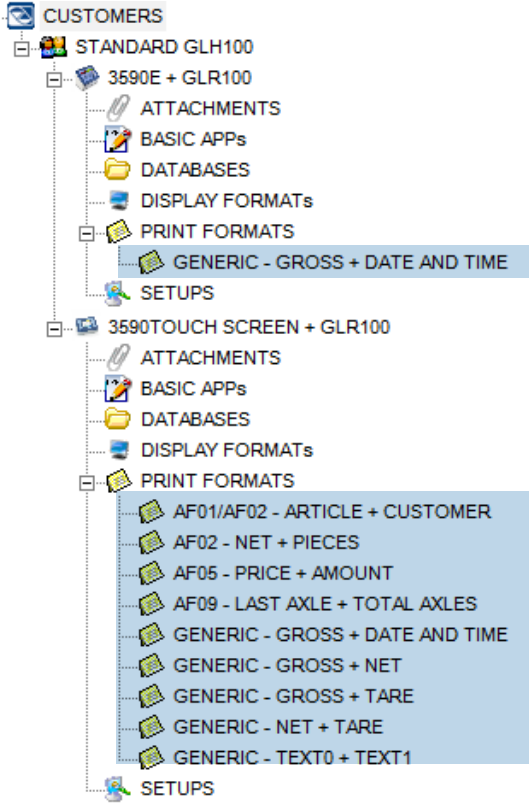 CUSTOMERS
STANDARD GLH100
3590E + GLR100
ATTACHMENTS
BASIC APPs
DATABASES
DISPLAY FORMATs
PRINT FORMATS
GENERIC - GROSS + DATE AND TIME
SETUPS
3590TOUCH SCREEN + GLR100
ATTACHMENTS
BASIC APPs
DATABASES
DISPLAY FORMATs
PRINT FORMATS
AF01/AF02 - ARTICLE + CUSTOMER
AF02 - NET + PIECES
AF05 - PRICE + AMOUNT
AF09 - LAST AXLE + TOTAL AXLES
GENERIC - GROSS + DATE AND TIME
GENERIC - GROSS + NET
GENERIC - GROSS + TARE
GENERIC - NET + TARE
GENERIC - TEXT0 + TEXT1
SETUPS